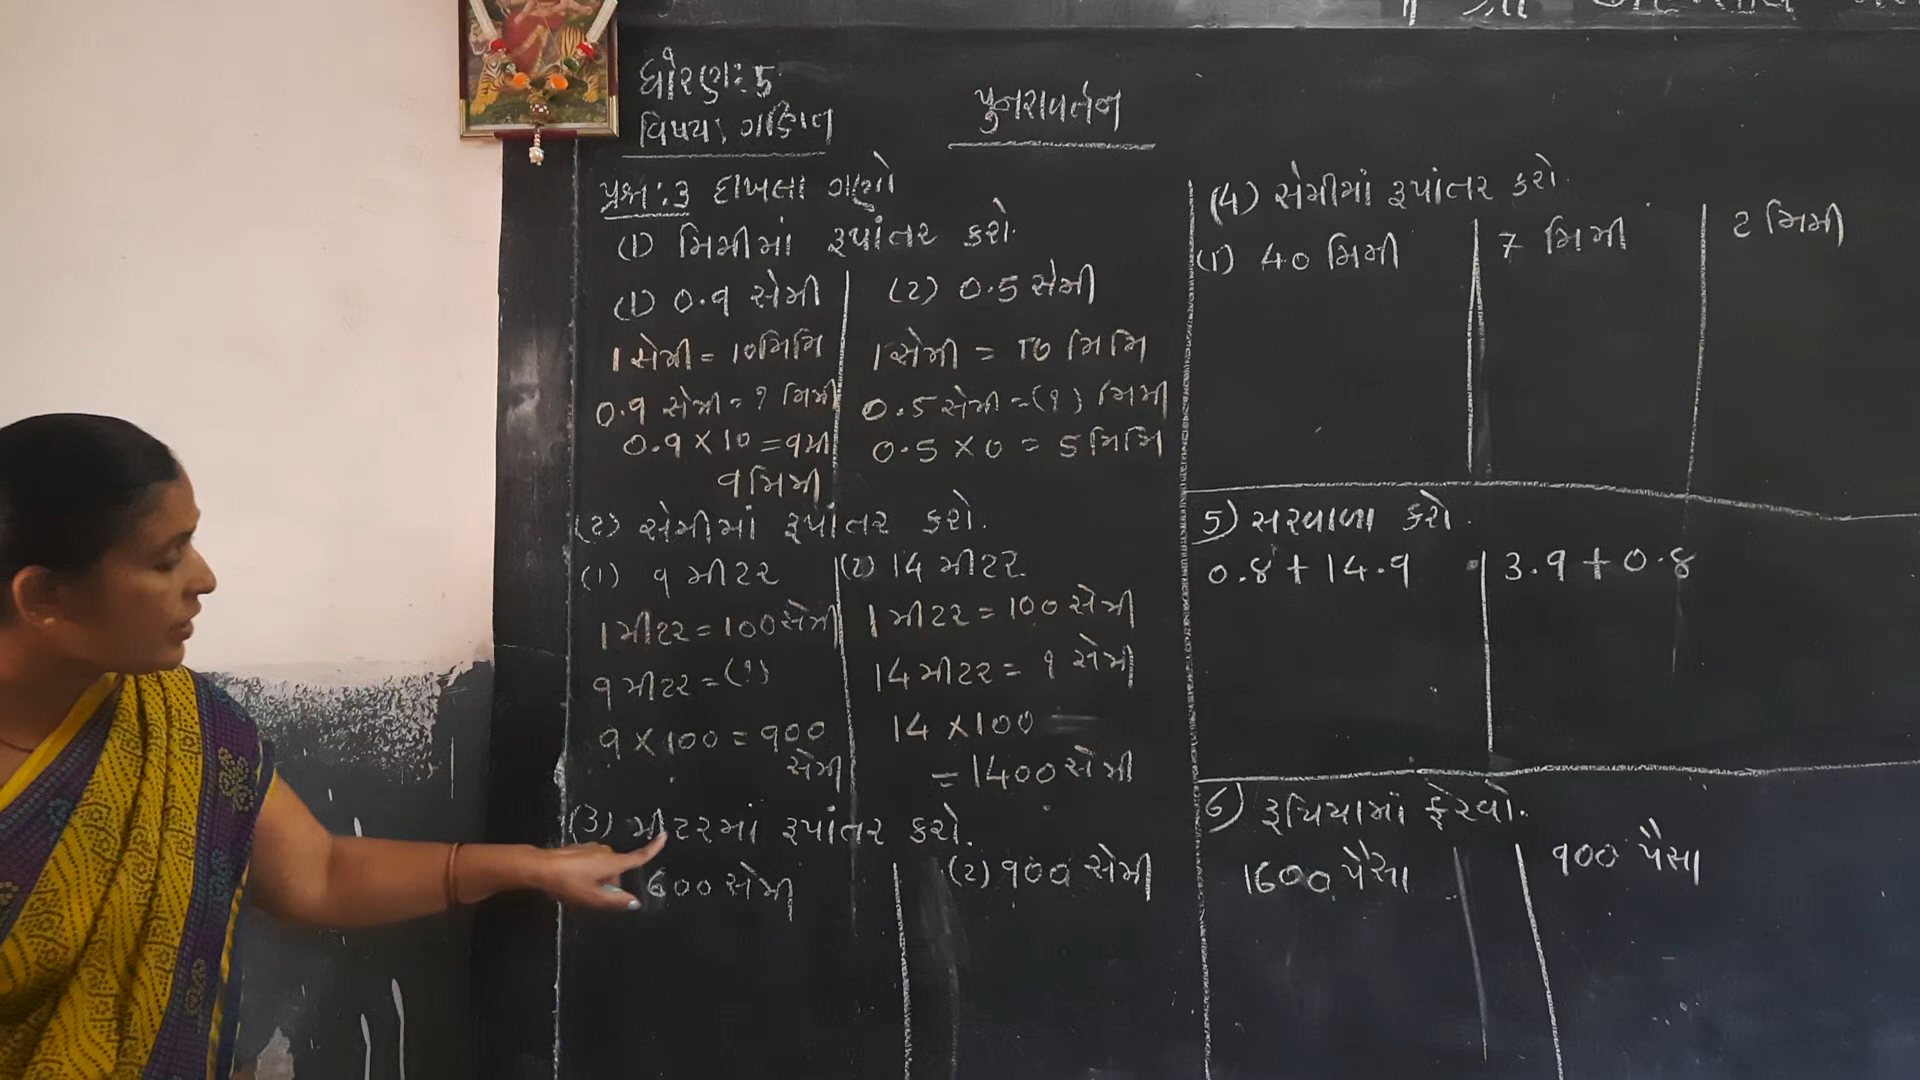 ધોરણ: 5
વિષય: ગણિત
પુનરાવર્તન
પ્રશ્ન: 3 દાખલા ગણો
(1) મિમીમાં રૂપાંતર કરો.
(1) 0.9 સેમી
1 સેમી = 10 મિમિ
0.9 સેમી = ? મિમી
0.9 × 10 = 9 મી
9 મિમી
(2) 0.5 સેમી
1 સેમી = 10 મિમિ
0.5 સેમી = (?) મિમી
0.5 × 0 = 5 મિમિ
(2) સેમીમાં રૂપાંતર કરો.
(1) 9 મીટર
1 મીટર = 100 સેમી
9 મીટર = (?)
9 × 100 = 900
સેમી
(2) 14 મીટર
1 મીટર = 100 સેમી
14 મીટર = ? સેમી
14 × 100
= 1400 સેમી
(3) મીટરમાં રૂપાંતર કરો.
600 સેમી
(2) 900 સેમી
(4) સેમીમાં રૂપાંતર કરો.
(1) 40 મિમી
7 મિમી
2 મિમી
5) સરવાળા કરો.
0.8 + 14.9
3.9 + 0.8
6) રૂપિયામાં ફેરવો.
1600 પૈસા
900 પૈસા